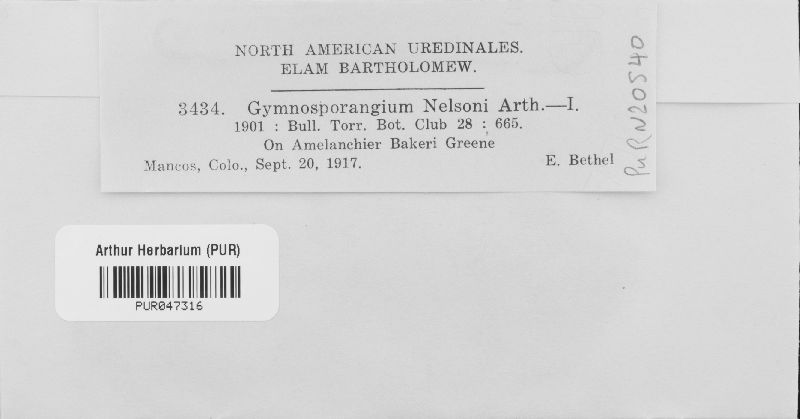 NORTH AMERICAN UREDINALES.
ELAM BARTHOLOMEW.
3434. Gymnosporangium Nelsoni Arth.—I.
1901 : Bull. Torr. Bot. Club 28 : 665.
On Amelanchier Bakeri Greene
Mancos, Colo., Sept. 20, 1917. E. Bethel
PUR N20540
Arthur Herbarium (PUR)
PUR047316